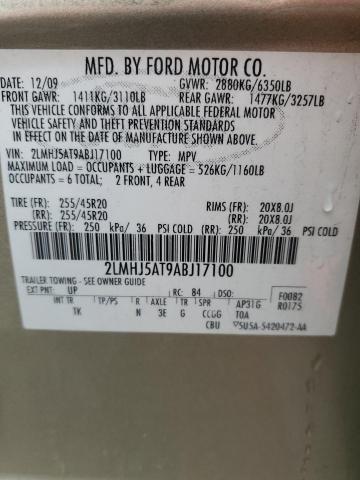 MFD. BY FORD MOTOR CO.
DATE: 12/09 GVWR: 2880KG/6350LB
FRONT GAWR: 1411KG/3110LB REAR GAWR: 1477KG/3257LB
THIS VEHICLE CONFORMS TO ALL APPLICABLE FEDERAL MOTOR
VEHICLE SAFETY AND THEFT PREVENTION STANDARDS
IN EFFECT ON THE DATE OF MANUFACTURE SHOWN ABOVE.
VIN: 2LMHJ5AT9ABJ17100 TYPE: MPV
MAXIMUM LOAD = OCCUPANTS + LUGGAGE = 526KG/1160LB
OCCUPANTS = 6 TOTAL: 2 FRONT, 4 REAR
TIRE (FR): 255/45R20 RIMS (FR): 20X8.0J
(RR): 255/45R20 (RR): 20X8.0J
PRESSURE (FR): 250 kPa/ 36 PSI COLD (RR): 250 kPa/ 36 PSI COLD
2LMHJ5AT9ABJ17100
TRAILER TOWING - SEE OWNER GUIDE
EXT PNT: UP RC: 84 DSO: F0082
INT TR TP/PS R AXLE TR SPR AP31G R0175
TK N 3E G CCGG TOA
CBU 5U5A-5420472-AA